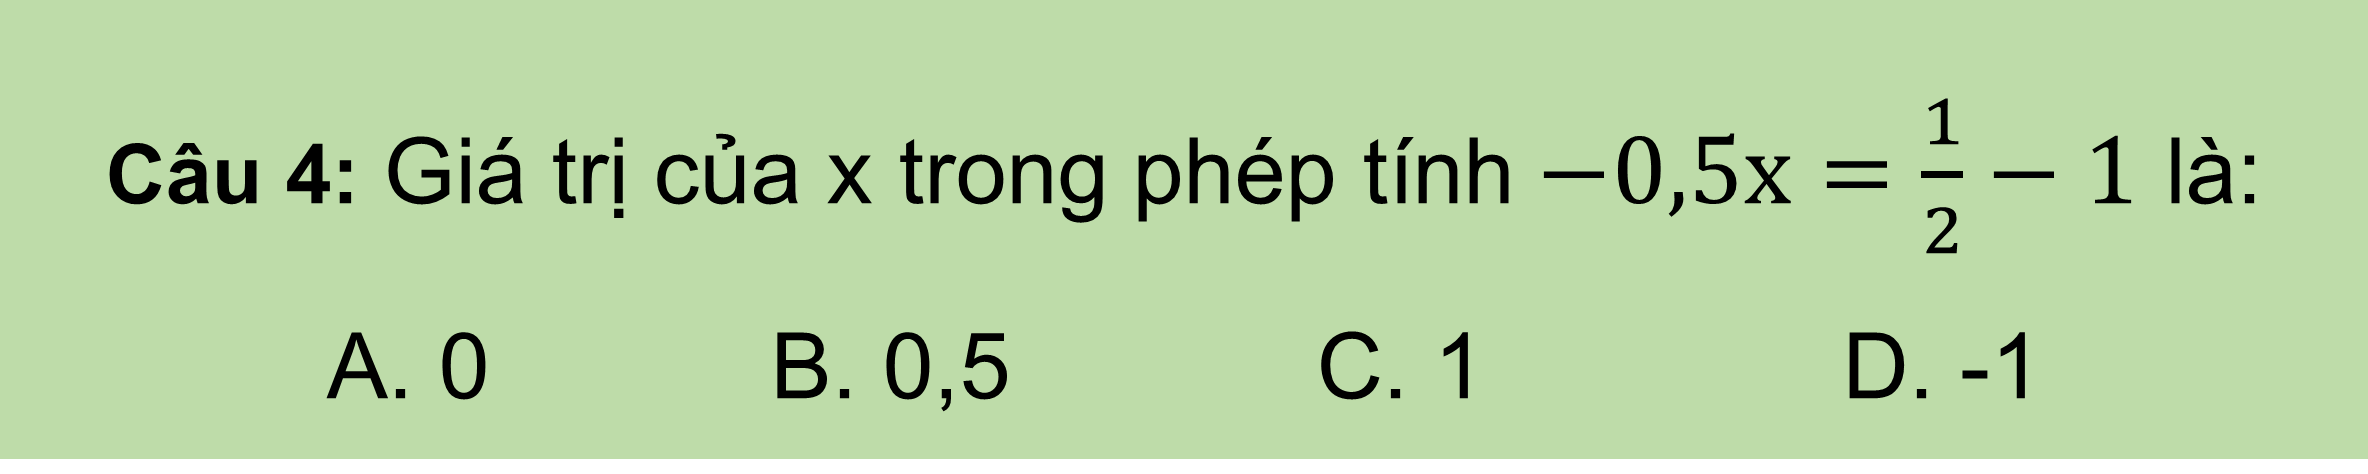 Câu 4: Giá trị của x trong phép tính −0,5x = 1/2 − 1 là:
A. 0 B. 0,5 C. 1 D. -1